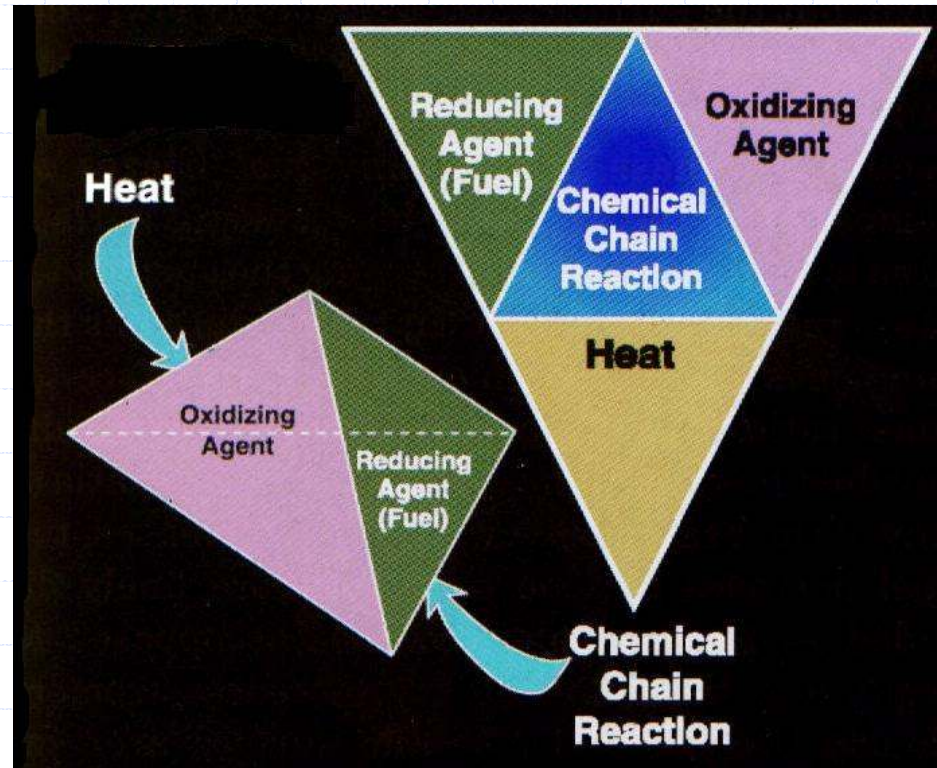 Reducing
Agent
(Fuel)
Oxidizing
Agent
Chemical
Chain
Reaction
Heat
Heat
Oxidizing
Agent
Reducing
Agent
(Fuel)
Chemical
Chain
Reaction